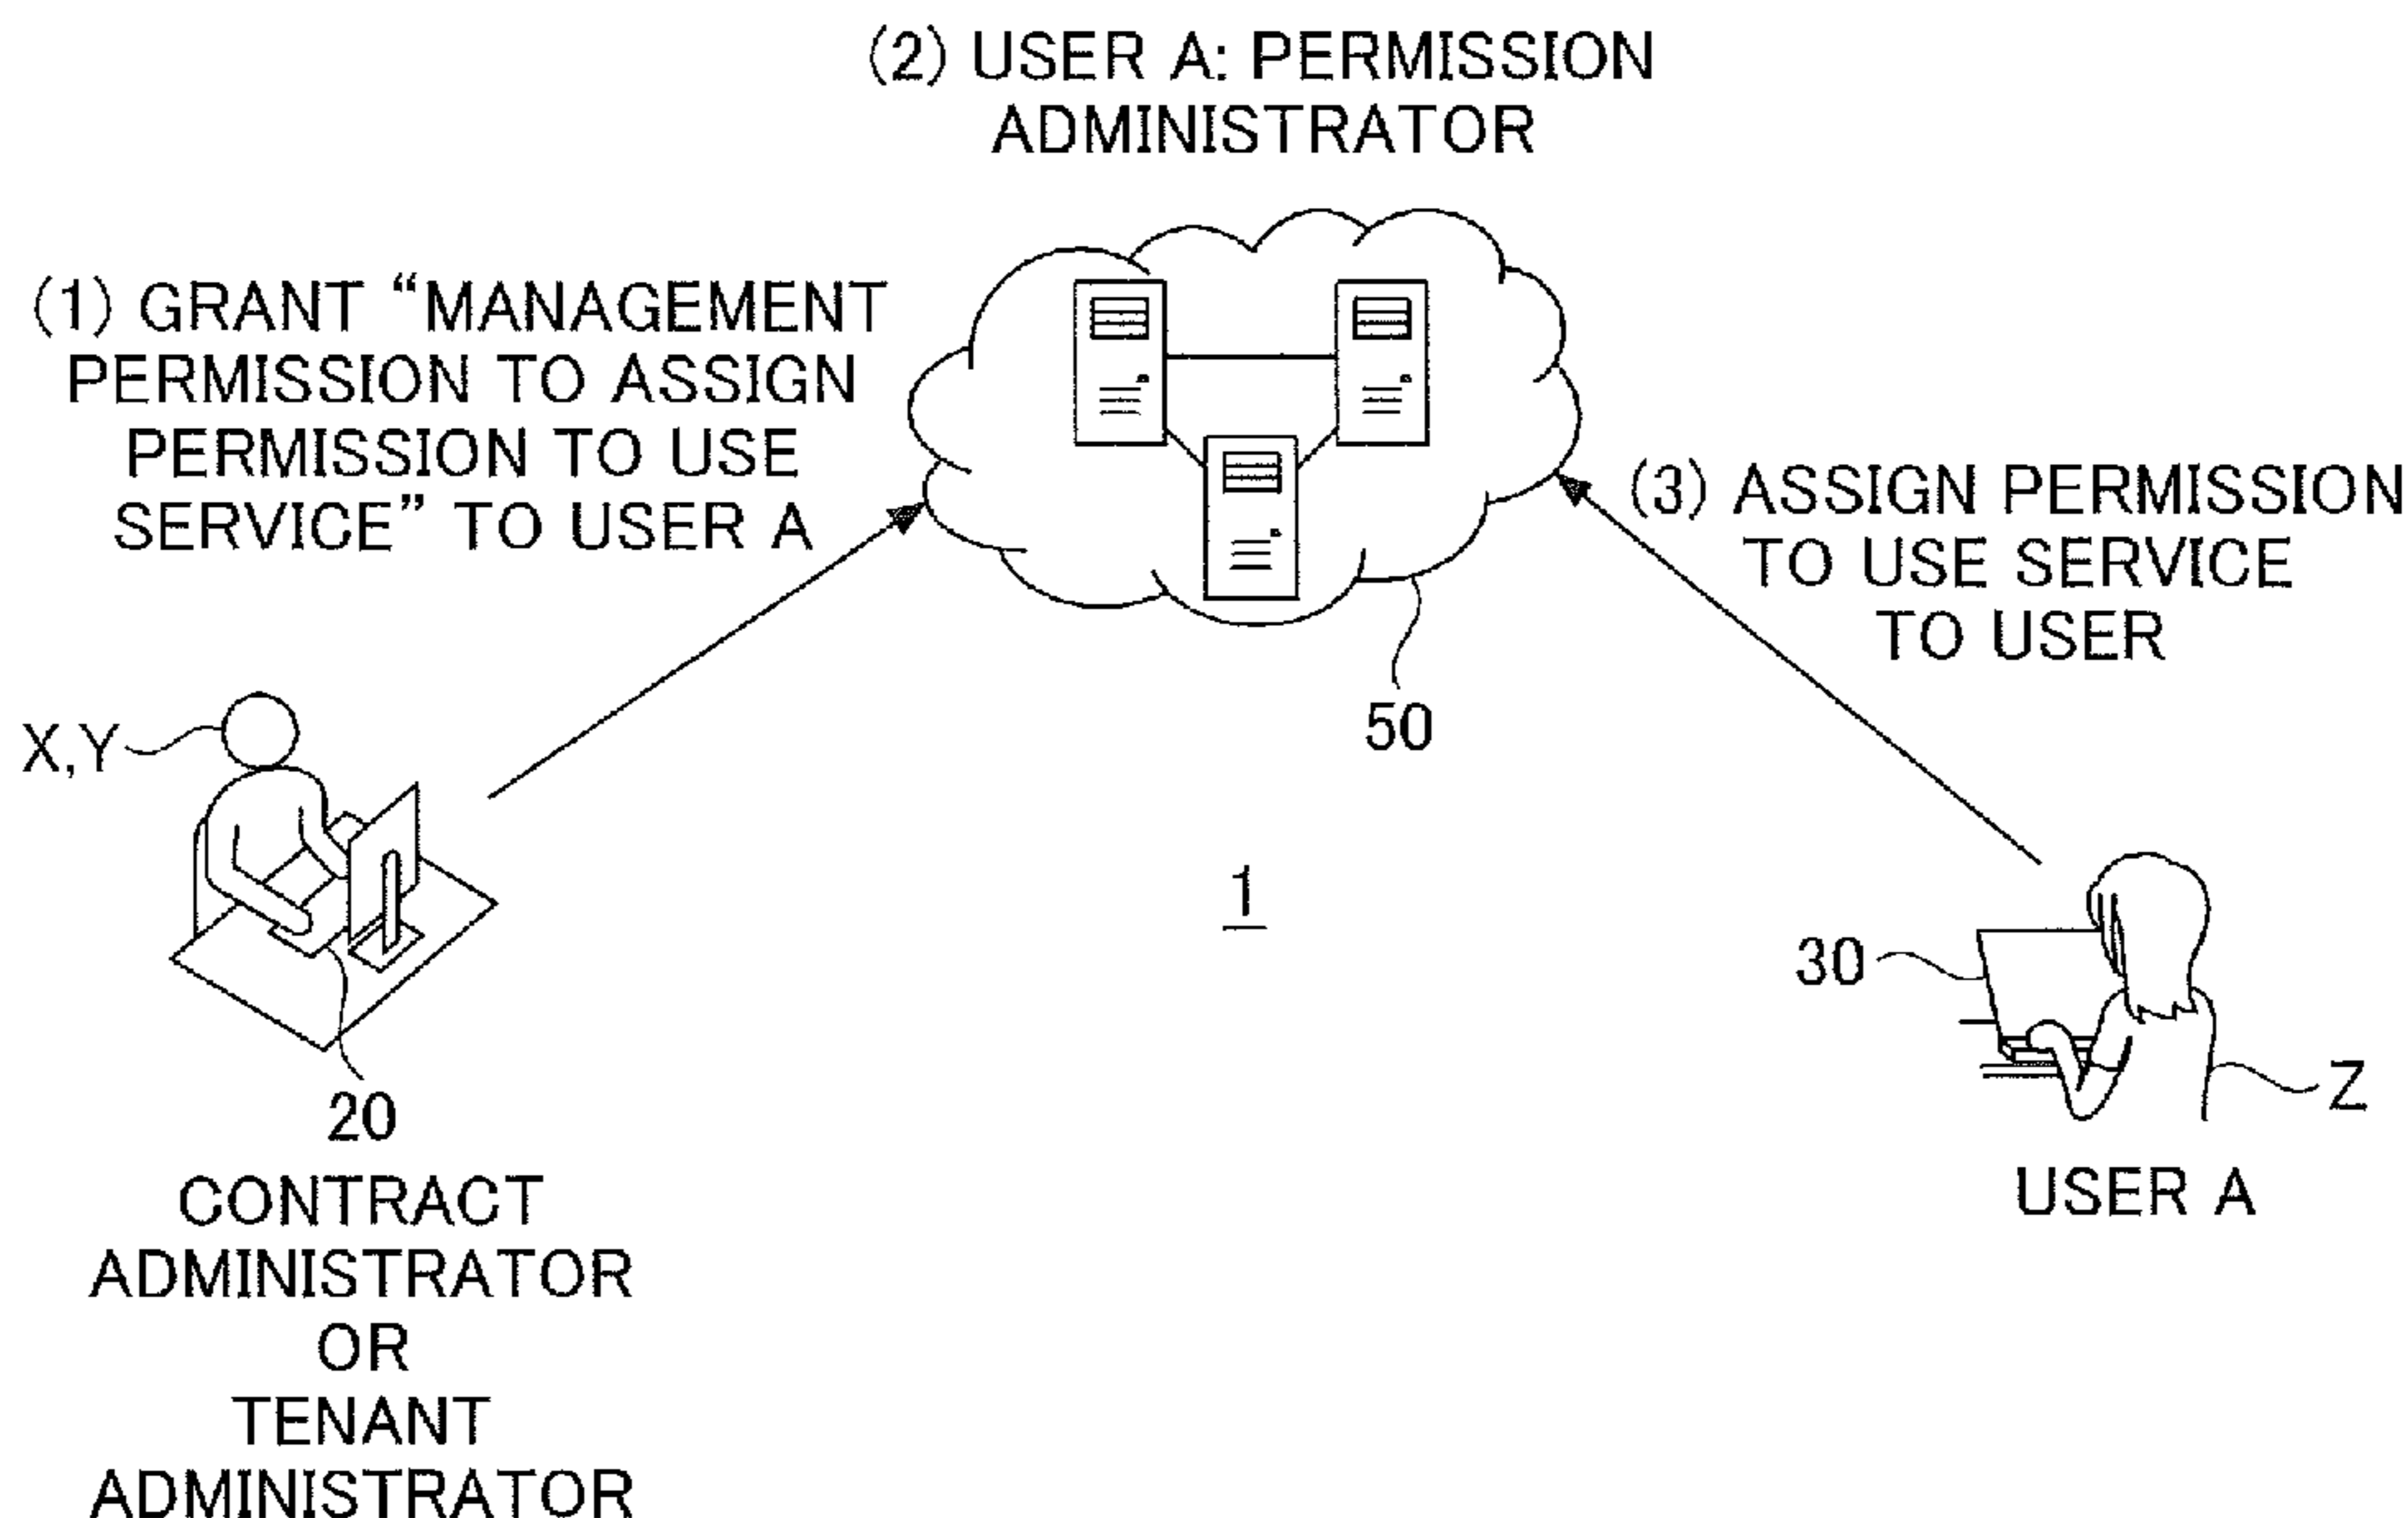 (2) USER A: PERMISSION
ADMINISTRATOR
(1) GRANT “MANAGEMENT
PERMISSION TO ASSIGN
PERMISSION TO USE
SERVICE” TO USER A
(3) ASSIGN PERMISSION
TO USE SERVICE
TO USER
50
X,Y
1
30
Z
20
USER A
CONTRACT
ADMINISTRATOR
OR
TENANT
ADMINISTRATOR